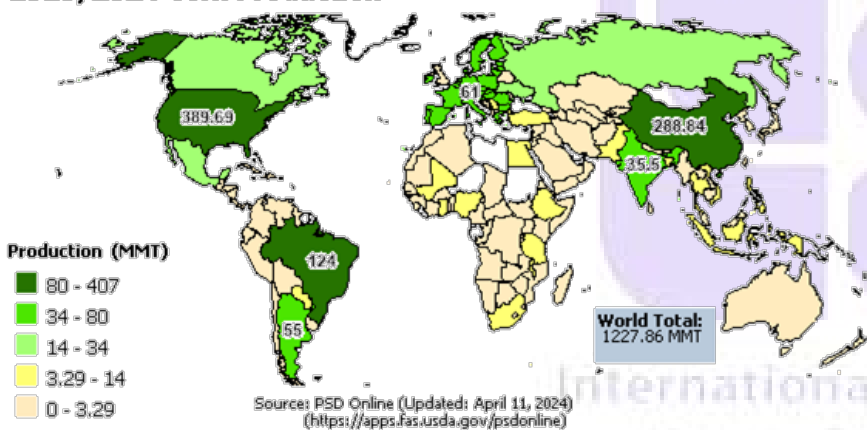 389.69
61
288.84
35.5
124
55
Production (MMT)
80 - 407
34 - 80
14 - 34
3.29 - 14
0 - 3.29
World Total:
1227.86 MMT
Internationa
Source: PSD Online (Updated: April 11, 2024)
(https://apps.fas.usda.gov/psdonline)